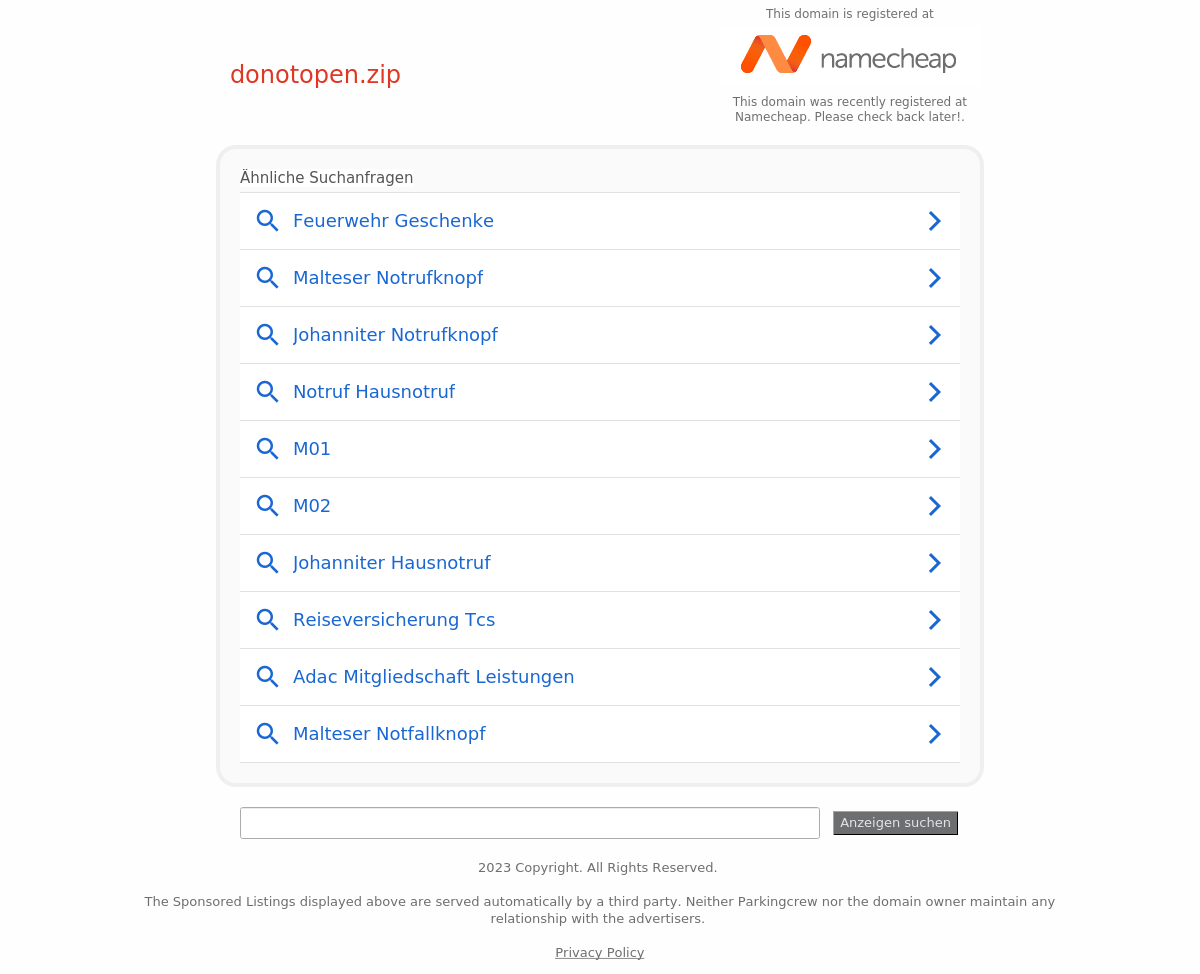 This domain is registered at
donotopen.zip
namecheap
This domain was recently registered at
Namecheap. Please check back later!.
Ähnliche Suchanfragen
Feuerwehr Geschenke
Malteser Notrufknopf
Johanniter Notrufknopf
Notruf Hausnotruf
M01
M02
Johanniter Hausnotruf
Reiseversicherung Tcs
Adac Mitgliedschaft Leistungen
Malteser Notfallknopf
Anzeigen suchen
2023 Copyright. All Rights Reserved.
The Sponsored Listings displayed above are served automatically by a third party. Neither Parkingcrew nor the domain owner maintain any
relationship with the advertisers.
Privacy Policy